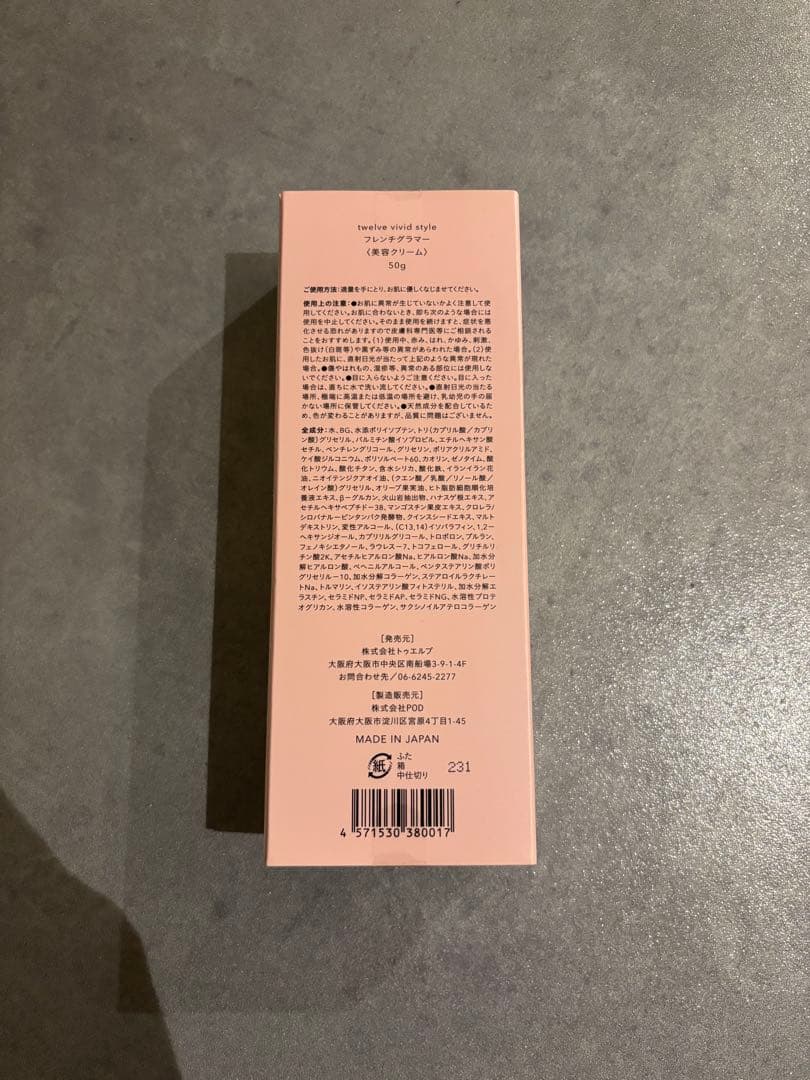 twelve vivid style
フレンチグラマー
〈美容クリーム〉
50g
ご使用方法:適量を手にとり、お肌に優しくなじませてください。
使用上の注意:●お肌に異常が生じていないかよく注意して使
用してください。お肌に合わないとき、即ち次のような場合には
使用を中止してください。そのまま使用を続けますと、症状を悪
化させる恐れがありますので皮膚科専門医等にご相談される
ことをおすすめします。(1)使用中、赤み、はれ、かゆみ、刺激、
色抜け(白斑等)や黒ずみ等の異常があらわれた場合。(2)使
用したお肌に、直射日光が当たって上記のような異常が現れた
場合。●傷やはれもの、湿疹等、異常のある部位には使用しな
いでください。●目に入らないようご注意ください。目に入った
場合は、直ちに水で洗い流してください。●直射日光の当たる
場所、極端に高温または低温の場所を避け、乳幼児の手の届
かない場所に保管してください。●天然成分を配合しているた
め、色が変わることがありますが、品質に問題はございません。
全成分:水、BG、水添ポリイソブテン、トリ(カプリル酸/カプリ
ン酸)グリセリル、パルミチン酸イソプロピル、エチルヘキサン酸
セチル、ペンチレングリコール、グリセリン、ポリアクリルアミド、
ケイ酸ジルコニウム、ポリソルベート60、カオリン、ゼノタイム、酸
化トリウム、酸化チタン、含水シリカ、酸化鉄、イランイラン花
油、ニオイテンジクアオイ油、(クエン酸/乳酸/リノール酸/
オレイン酸)グリセリル、オリーブ果実油、ヒト脂肪細胞順化培
養液エキス、β-グルカン、火山岩抽出物、ハナスゲ根エキス、ア
セチルヘキサペプチド-38、マンゴスチン果皮エキス、クロレラ/
シロバナルーピンタンパク発酵物、クインスシードエキス、マルト
デキストリン、変性アルコール、(C13,14)イソパラフィン、1,2-
ヘキサンジオール、カプリリルグリコール、トロポロン、プルラン、
フェノキシエタノール、ラウレス-7、トコフェロール、グリチルリ
チン酸2K、アセチルヒアルロン酸Na、ヒアルロン酸Na、加水分
解ヒアルロン酸、ベヘニルアルコール、ペンタステアリン酸ポリ
グリセリル-10、加水分解コラーゲン、ステアロイルラクチレー
トNa、トルマリン、イソステアリン酸フィトステリル、加水分解エ
ラスチン、セラミドNP、セラミドAP、セラミドNG、水溶性プロテ
オグリカン、水溶性コラーゲン、サクシノイルアテロコラーゲン
[発売元]
株式会社トゥエルブ
大阪府大阪市中央区南船場3-9-1-4F
お問合わせ先/06-6245-2277
[製造販売元]
株式会社POD
大阪府大阪市淀川区宮原4丁目1-45
MADE IN JAPAN
紙
ふた
箱
中仕切り
231
4 571530 380017